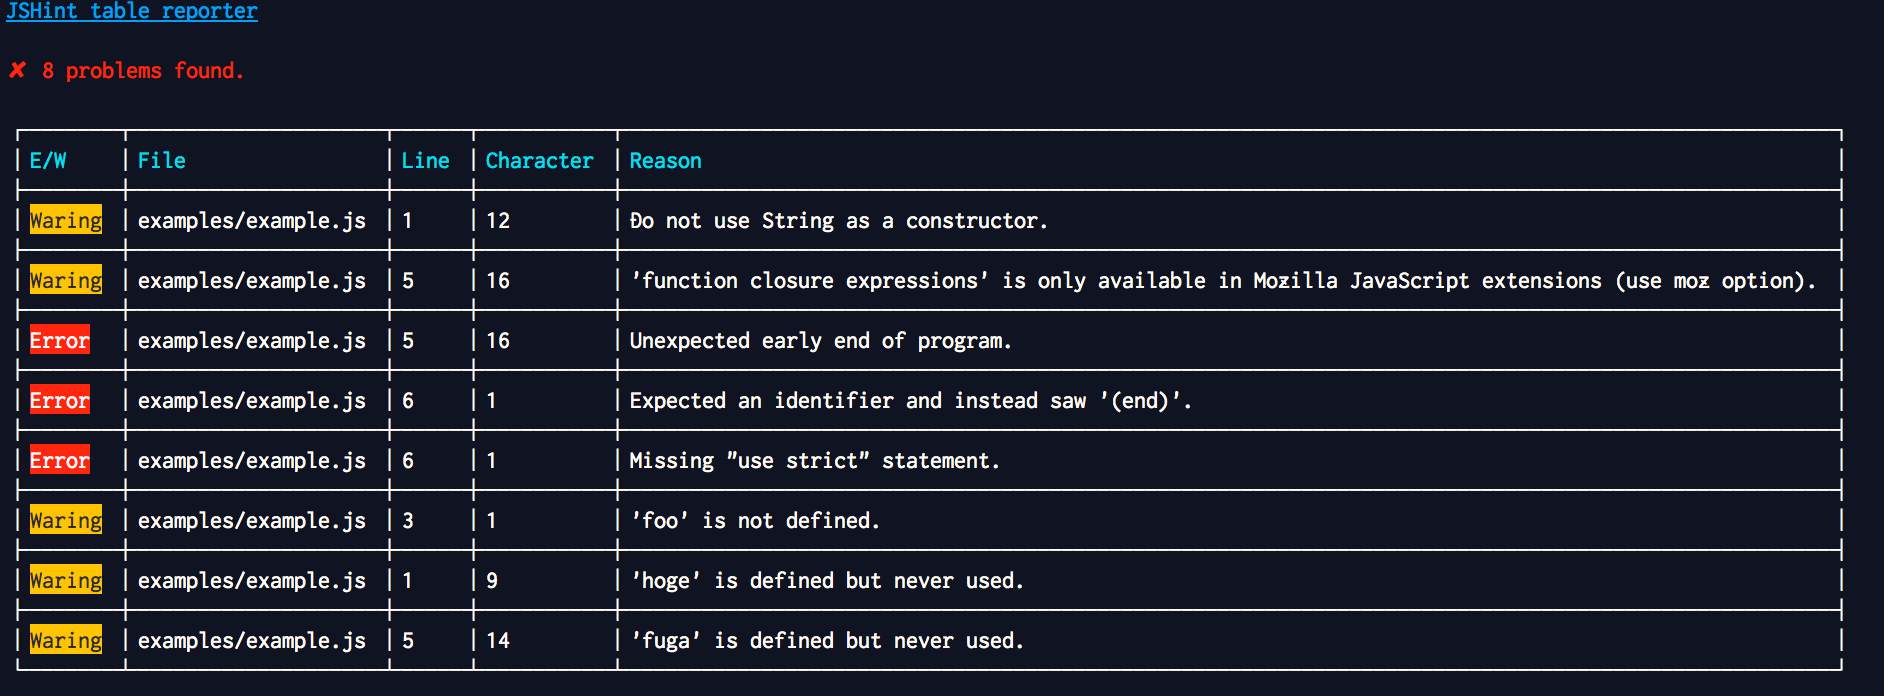 JSHint table reporter
✘ 8 problems found.
E/W File Line Character Reason
Waring examples/example.js 1 12 Do not use String as a constructor.
Waring examples/example.js 5 16 'function closure expressions' is only available in Mozilla JavaScript extensions (use moz option).
Error examples/example.js 5 16 Unexpected early end of program.
Error examples/example.js 6 1 Expected an identifier and instead saw '(end)'.
Error examples/example.js 6 1 Missing "use strict" statement.
Waring examples/example.js 3 1 'foo' is not defined.
Waring examples/example.js 1 9 'hoge' is defined but never used.
Waring examples/example.js 5 14 'fuga' is defined but never used.